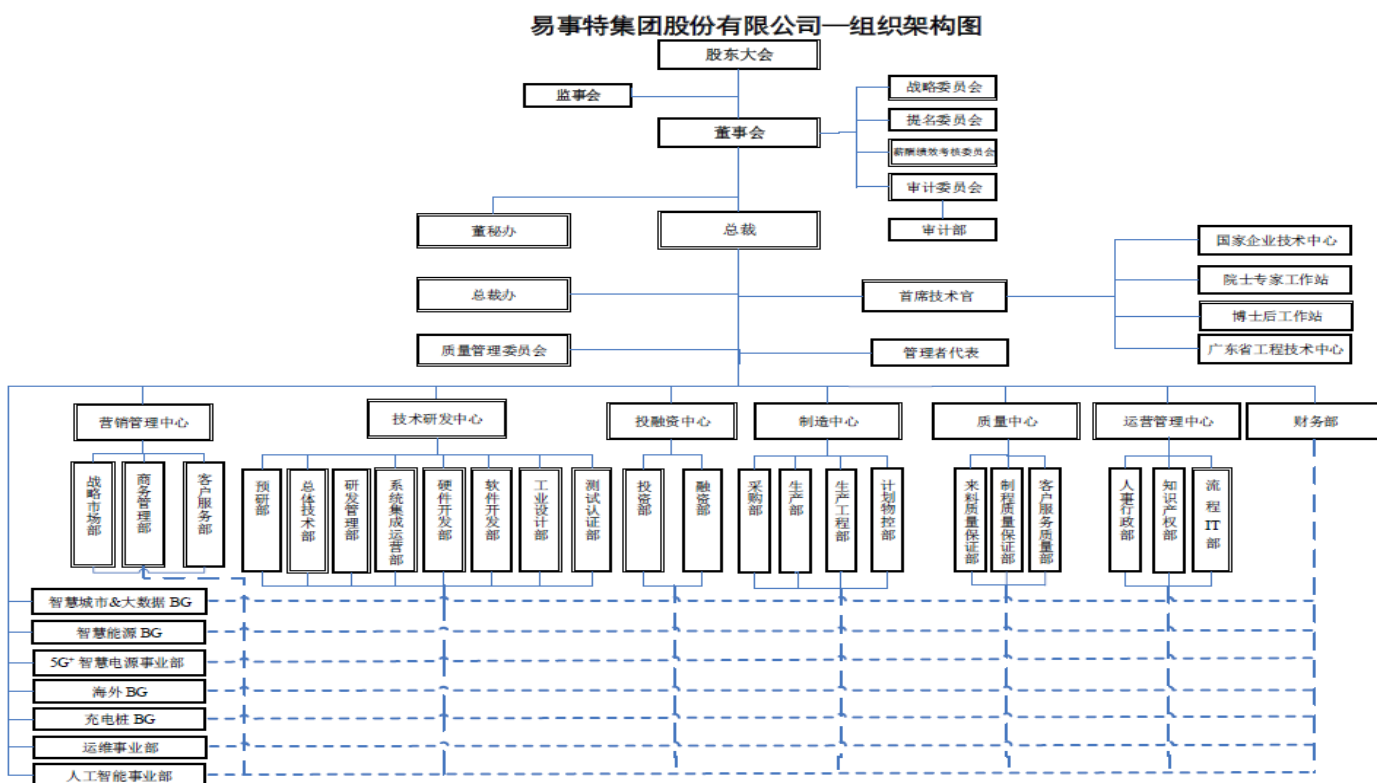 易事特集团股份有限公司—组织架构图
股东大会
监事会
战略委员会
提名委员会
董事会
薪酬绩效考核委员会
审计委员会
董秘办
总裁
审计部
国家企业技术中心
院士专家工作站
总裁办
首席技术官
博士后工作站
质量管理委员会
管理者代表
广东省工程技术中心
营销管理中心
技术研发中心
投融资中心
制造中心
质量中心
运营管理中心
财务部
战略市场部
商务管理部
客户服务部
预研部
总体技术部
研发管理部
系统集成运营部
硬件开发部
软件开发部
工业设计部
测试认证部
投资部
融资部
采购部
生产部
生产工程部
计划物控部
来料质量保证部
制程质量保证部
客户服务质量部
人事行政部
知识产权部
流程IT部
智慧城市&大数据 BG
智慧能源 BG
5G+智慧电源事业部
海外 BG
充电桩 BG
运维事业部
人工智能事业部